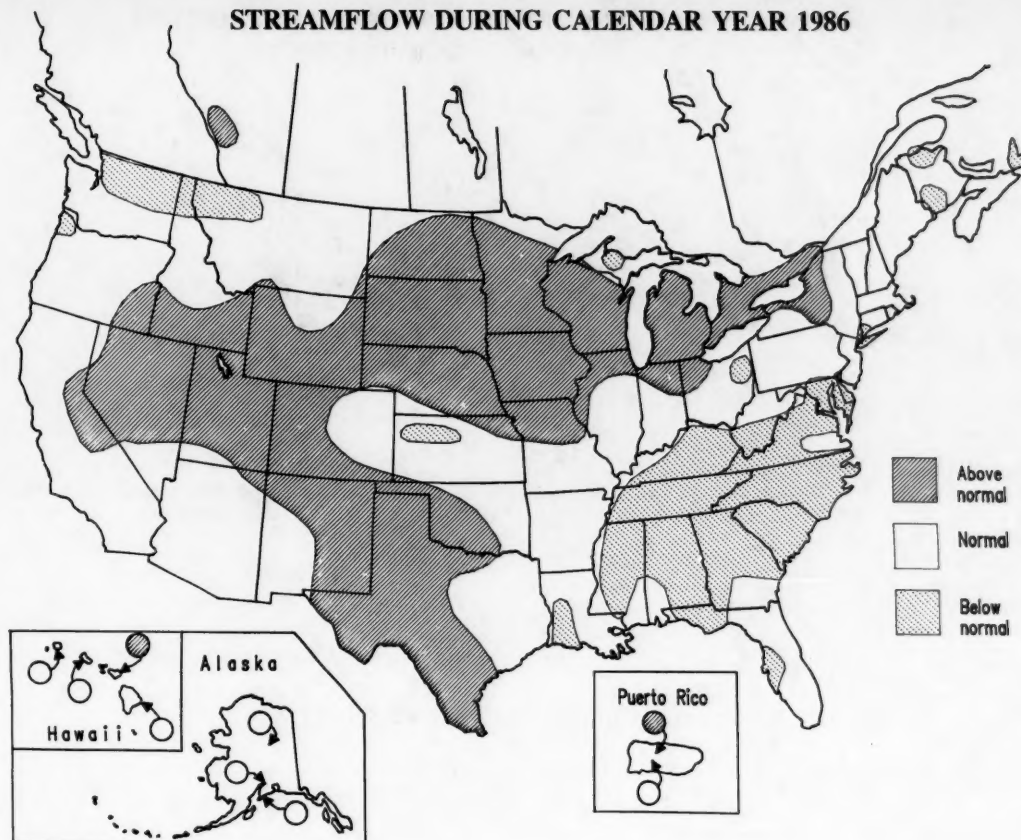 STREAMFLOW DURING CALENDAR YEAR 1986
Above
normal
Normal
Below
normal
Alaska
Hawaii
Puerto Rico